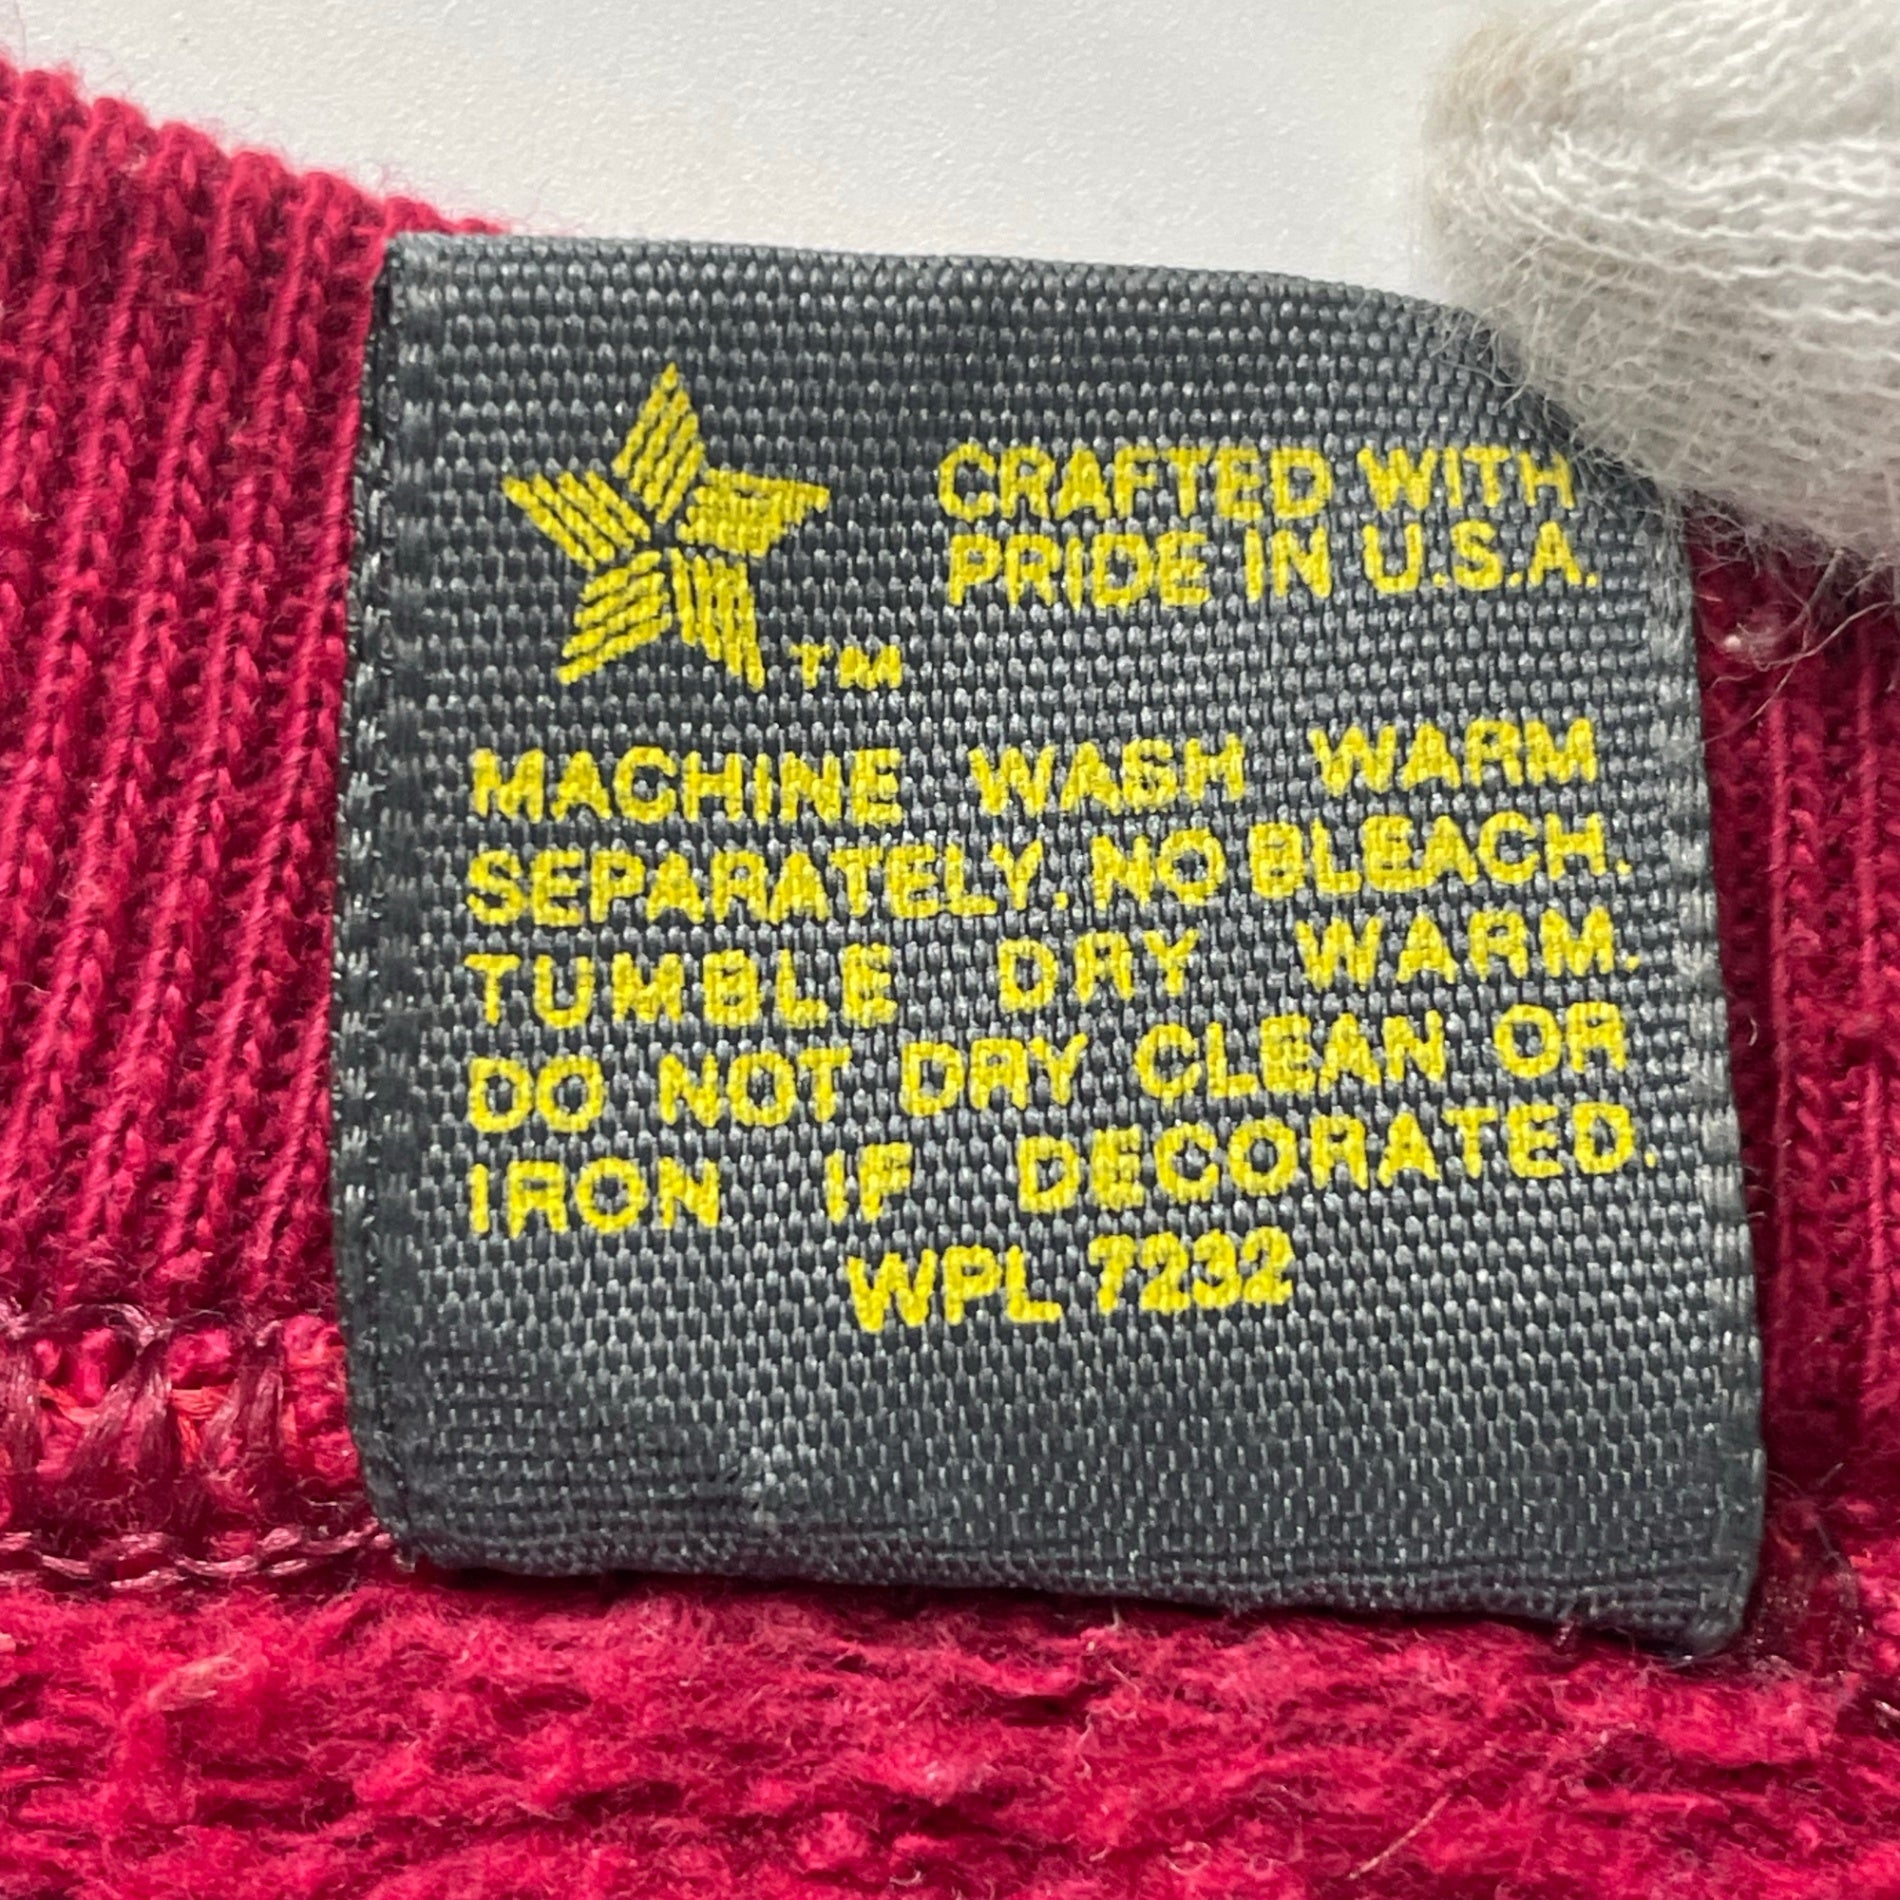 CRAFTED WITH
PRIDE IN U.S.A.
TM
MACHINE WASH WARM
SEPARATELY. NO BLEACH.
TUMBLE DRY WARM.
DO NOT DRY CLEAN OR
IRON IF DECORATED.
WPL 7232